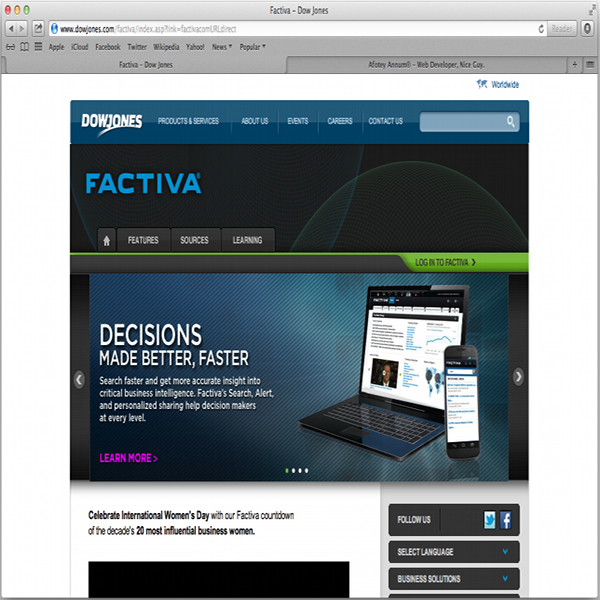 Factiva – Dow Jones
www.dowjones.com/factiva/index.asp?link=factivacomURLdirect
Reader
Apple iCloud Facebook Twitter Wikipedia Yahoo! News Popular
Factiva – Dow Jones
Afotey Annum® – Web Developer, Nice Guy.
Worldwide
DOWJONES
PRODUCTS & SERVICES ABOUT US EVENTS CAREERS CONTACT US
FACTIVA®
FEATURES SOURCES LEARNING
LOG IN TO FACTIVA
DECISIONS
MADE BETTER, FASTER
Search faster and get more accurate insight into
critical business intelligence. Factiva's Search, Alert,
and personalized sharing help decision makers
at every level.
LEARN MORE >
FACTIVA
FACTIVA
Celebrate International Women's Day with our Factiva countdown
of the decade's 20 most influential business women.
FOLLOW US
SELECT LANGUAGE
BUSINESS SOLUTIONS